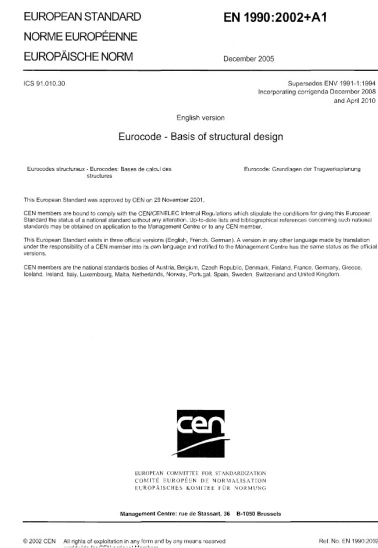 EUROPEAN STANDARD
EN 1990:2002+A1
NORME EUROPÉENNE
EUROPÄISCHE NORM
December 2005
ICS 91.010.30
Supersedes ENV 1991-1:1994
Incorporating corrigenda December 2008
and April 2010
English version
Eurocode - Basis of structural design
Eurocodes structuraux - Eurocodes: Bases de calcul des
structures
Eurocode: Grundlagen der Tragwerksplanung
This European Standard was approved by CEN on 29 November 2001.
CEN members are bound to comply with the CEN/CENELEC Internal Regulations which stipulate the conditions for giving this European
Standard the status of a national standard without any alteration. Up-to-date lists and bibliographical references concerning such national
standards may be obtained on application to the Management Centre or to any CEN member.
This European Standard exists in three official versions (English, French, German). A version in any other language made by translation
under the responsibility of a CEN member into its own language and notified to the Management Centre has the same status as the official
versions.
CEN members are the national standards bodies of Austria, Belgium, Czech Republic, Denmark, Finland, France, Germany, Greece,
Iceland, Ireland, Italy, Luxembourg, Malta, Netherlands, Norway, Portugal, Spain, Sweden, Switzerland and United Kingdom.
cen
EUROPEAN COMMITTEE FOR STANDARDIZATION
COMITÉ EUROPÉEN DE NORMALISATION
EUROPÄISCHES KOMITEE FÜR NORMUNG
Management Centre: rue de Stassart, 36 B-1050 Brussels
© 2002 CEN All rights of exploitation in any form and by any means reserved
Ref. No. EN 1990:2002